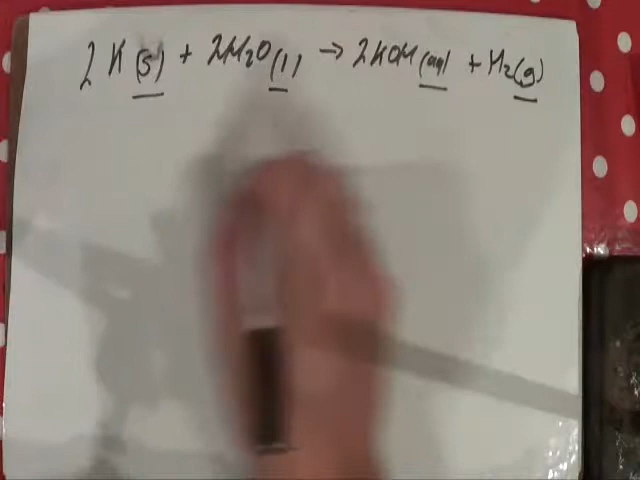 2K(s) + 2H₂O(l) → 2KOH(aq) + H₂(g)